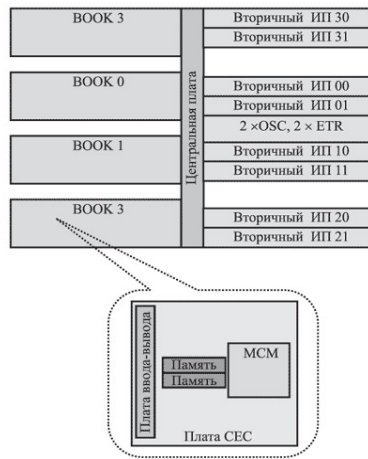 BOOK 3
Вторичный ИП 30
Вторичный ИП 31
BOOK 0
Вторичный ИП 00
Вторичный ИП 01
2 ×OSC, 2 × ETR
BOOK 1
Вторичный ИП 10
Вторичный ИП 11
BOOK 3
Вторичный ИП 20
Вторичный ИП 21
Центральная плата
Плата ввода-вывода
Память
Память
MCM
Плата CEC